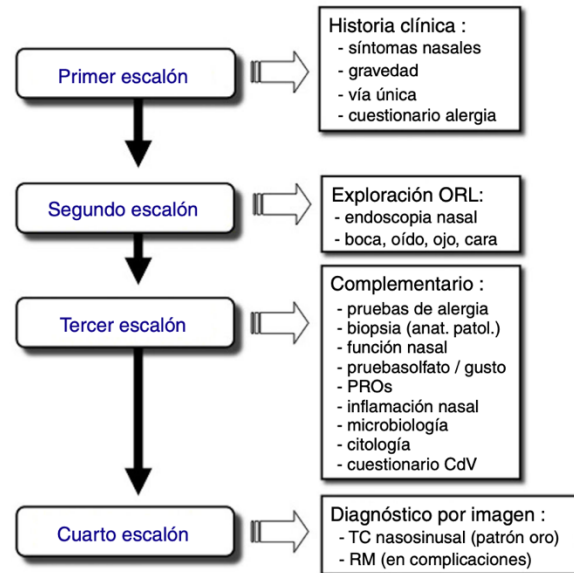 Primer escalón
Historia clínica :
- síntomas nasales
- gravedad
- vía única
- cuestionario alergia
Segundo escalón
Exploración ORL:
- endoscopia nasal
- boca, oído, ojo, cara
Tercer escalón
Complementario :
- pruebas de alergia
- biopsia (anat. patol.)
- función nasal
- pruebasolfato / gusto
- PROs
- inflamación nasal
- microbiología
- citología
- cuestionario CdV
Cuarto escalón
Diagnóstico por imagen :
- TC nasosinusal (patrón oro)
- RM (en complicaciones)